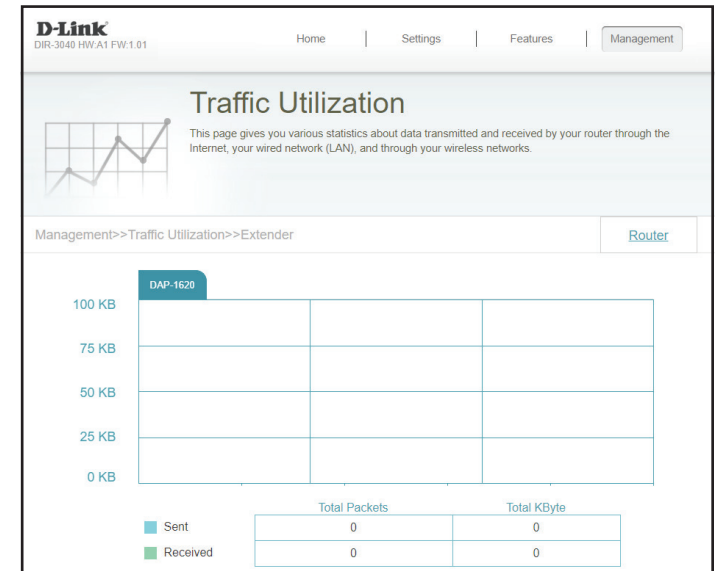 D-Link
DIR-3040 HW:A1 FW:1.01
Home | Settings | Features | Management
Traffic Utilization
This page gives you various statistics about data transmitted and received by your router through the
Internet, your wired network (LAN), and through your wireless networks.
Management>>Traffic Utilization>>Extender
Router
DAP-1620
100 KB
75 KB
50 KB
25 KB
0 KB
Total Packets Total KByte
Sent 0 0
Received 0 0